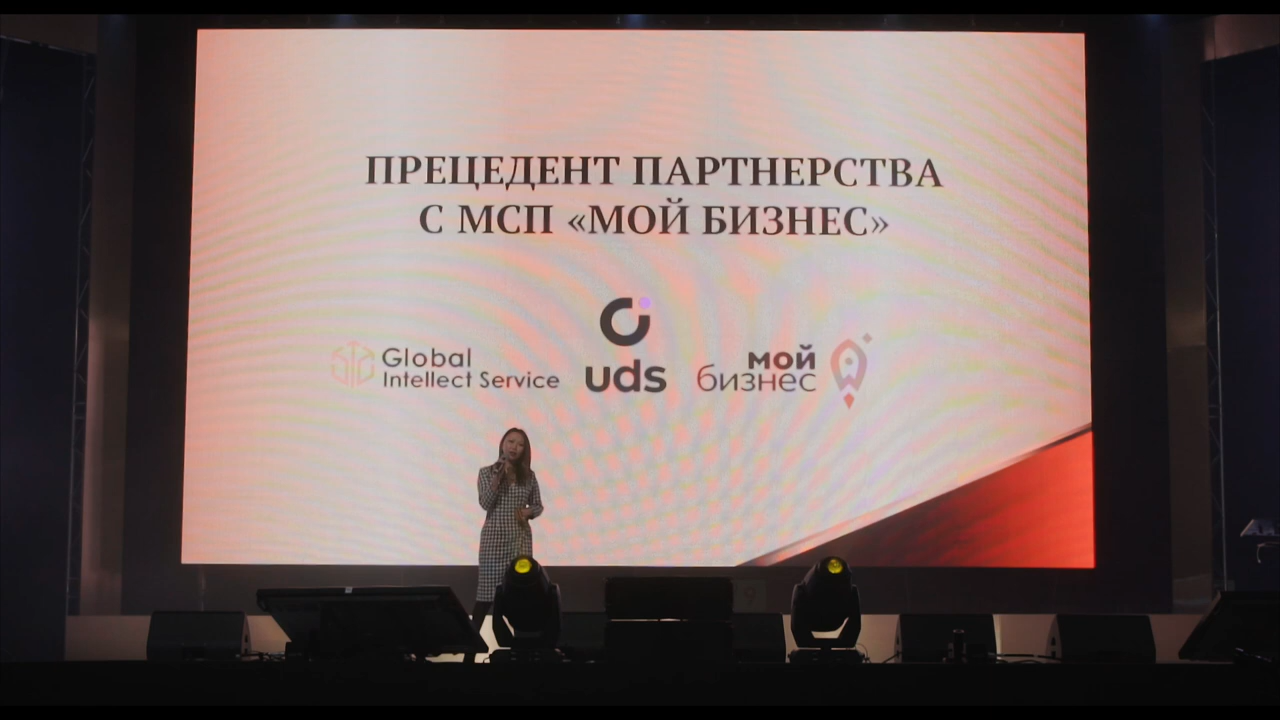 ПРЕЦЕДЕНТ ПАРТНЕРСТВА
С МСП «МОЙ БИЗНЕС»
Global
Intellect Service
uds
мой
бизнес